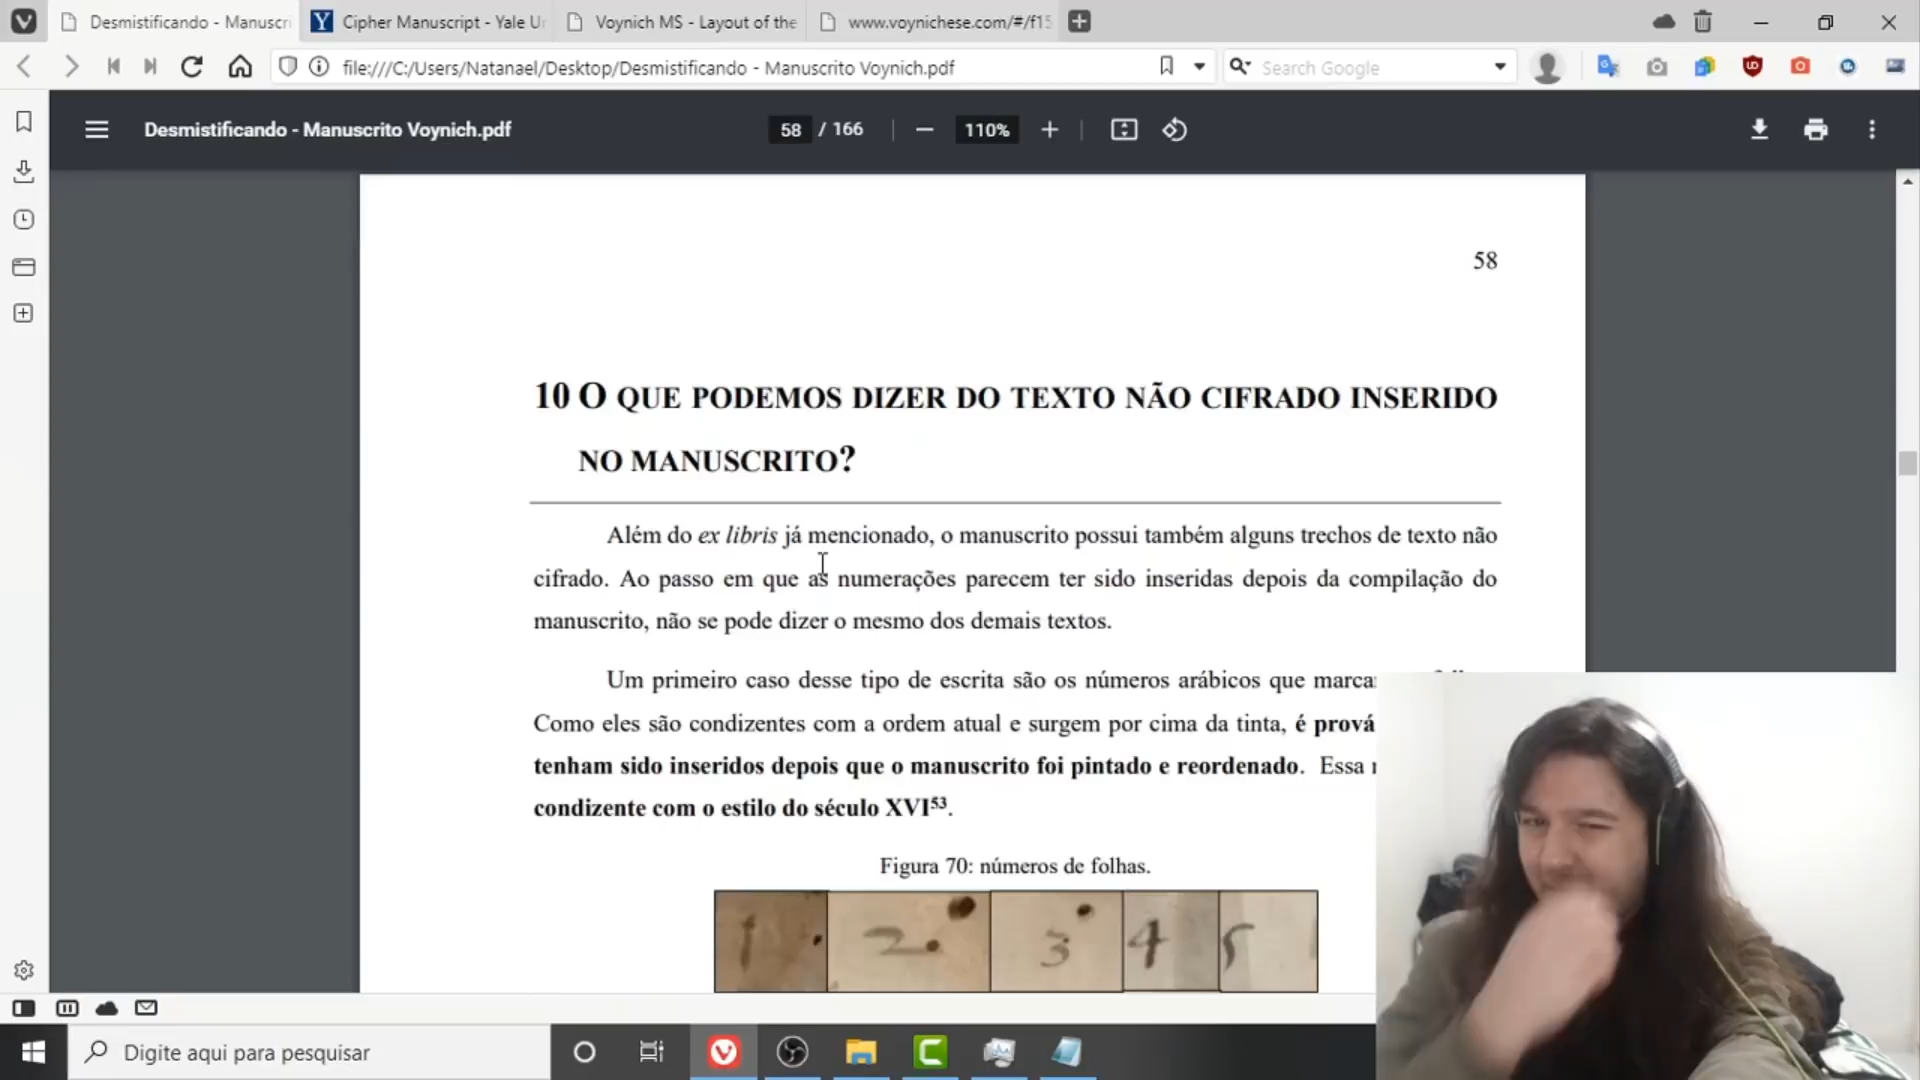 Desmistificando - Manuscri
Cipher Manuscript - Yale Ur
Voynich MS - Layout of the
www.voynichese.com/#/f15
file:///C:/Users/Natanael/Desktop/Desmistificando - Manuscrito Voynich.pdf
Search Google
Desmistificando - Manuscrito Voynich.pdf
58 / 166
110%
58
10 O QUE PODEMOS DIZER DO TEXTO NÃO CIFRADO INSERIDO
NO MANUSCRITO?
Além do ex libris já mencionado, o manuscrito possui também alguns trechos de texto não
cifrado. Ao passo em que as numerações parecem ter sido inseridas depois da compilação do
manuscrito, não se pode dizer o mesmo dos demais textos.
Um primeiro caso desse tipo de escrita são os números arábicos que marca
Como eles são condizentes com a ordem atual e surgem por cima da tinta, é prová
tenham sido inseridos depois que o manuscrito foi pintado e reordenado. Essa
condizente com o estilo do século XVI53.
Figura 70: números de folhas.
1 2 3 4 5
Digite aqui para pesquisar